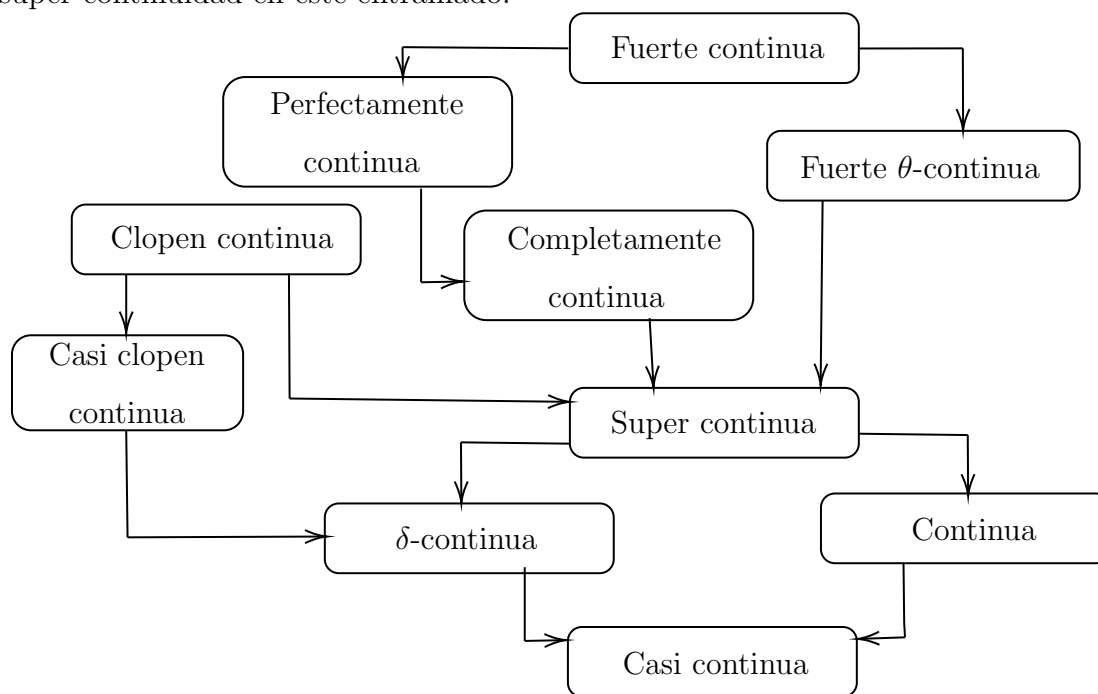 super continuidad en este entramado.
Fuerte continua
Perfectamente
continua
Fuerte θ-continua
Clopen continua
Completamente
continua
Casi clopen
continua
Super continua
δ-continua
Continua
Casi continua